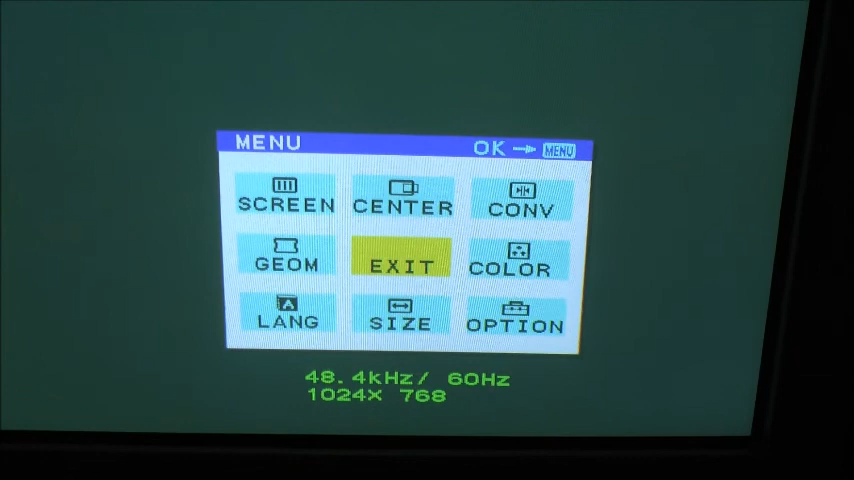 MENU OK MENU
SCREEN CENTER CONV
GEOM EXIT COLOR
A
LANG SIZE OPTION
48.4kHz/ 60Hz
1024X 768